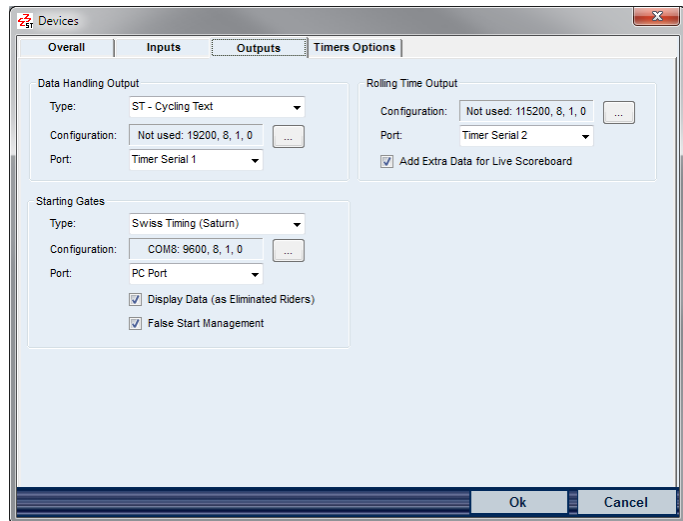 ST Devices
Overall Inputs Outputs Timers Options
Data Handling Output
Type: ST - Cycling Text
Configuration: Not used: 19200, 8, 1, 0 ...
Port: Timer Serial 1
Rolling Time Output
Configuration: Not used: 115200, 8, 1, 0 ...
Port: Timer Serial 2
Add Extra Data for Live Scoreboard
Starting Gates
Type: Swiss Timing (Saturn)
Configuration: COM8: 9600, 8, 1, 0 ...
Port: PC Port
Display Data (as Eliminated Riders)
False Start Management
Ok Cancel